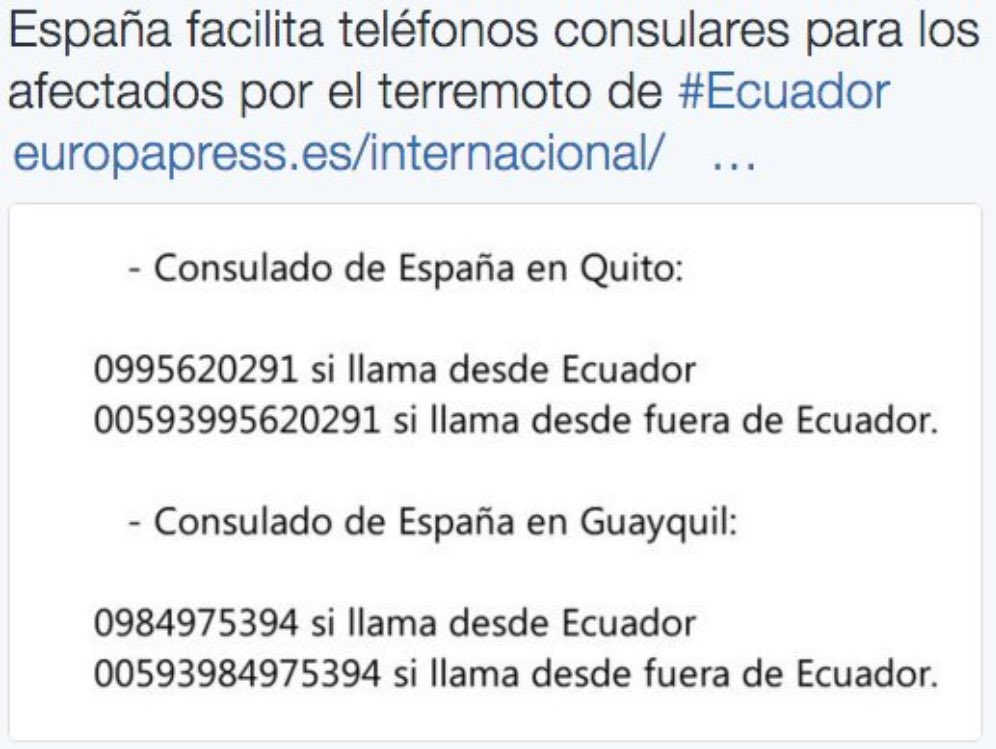 España facilita teléfonos consulares para los
afectados por el terremoto de #Ecuador
europapress.es/internacional/ ...
- Consulado de España en Quito:
0995620291 si llama desde Ecuador
00593995620291 si llama desde fuera de Ecuador.
- Consulado de España en Guayquil:
0984975394 si llama desde Ecuador
00593984975394 si llama desde fuera de Ecuador.